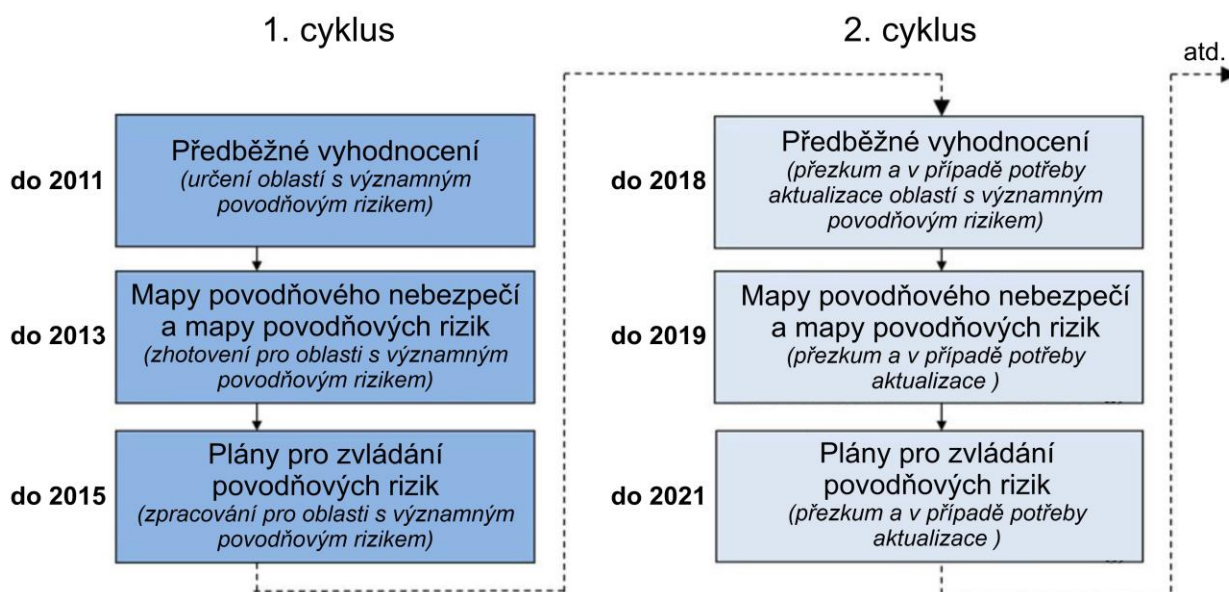 1. cyklus
do 2011
Předběžné vyhodnocení
(určení oblastí s významným
povodňovým rizikem)
do 2013
Mapy povodňového nebezpečí
a mapy povodňových rizik
(zhotovení pro oblasti s významným
povodňovým rizikem)
do 2015
Plány pro zvládání
povodňových rizik
(zpracování pro oblasti s významným
povodňovým rizikem)
2. cyklus
atd.
do 2018
Předběžné vyhodnocení
(přezkum a v případě potřeby
aktualizace oblastí s významným
povodňovým rizikem)
do 2019
Mapy povodňového nebezpečí
a mapy povodňových rizik
(přezkum a v případě potřeby
aktualizace )
do 2021
Plány pro zvládání
povodňových rizik
(přezkum a v případě potřeby
aktualizace )